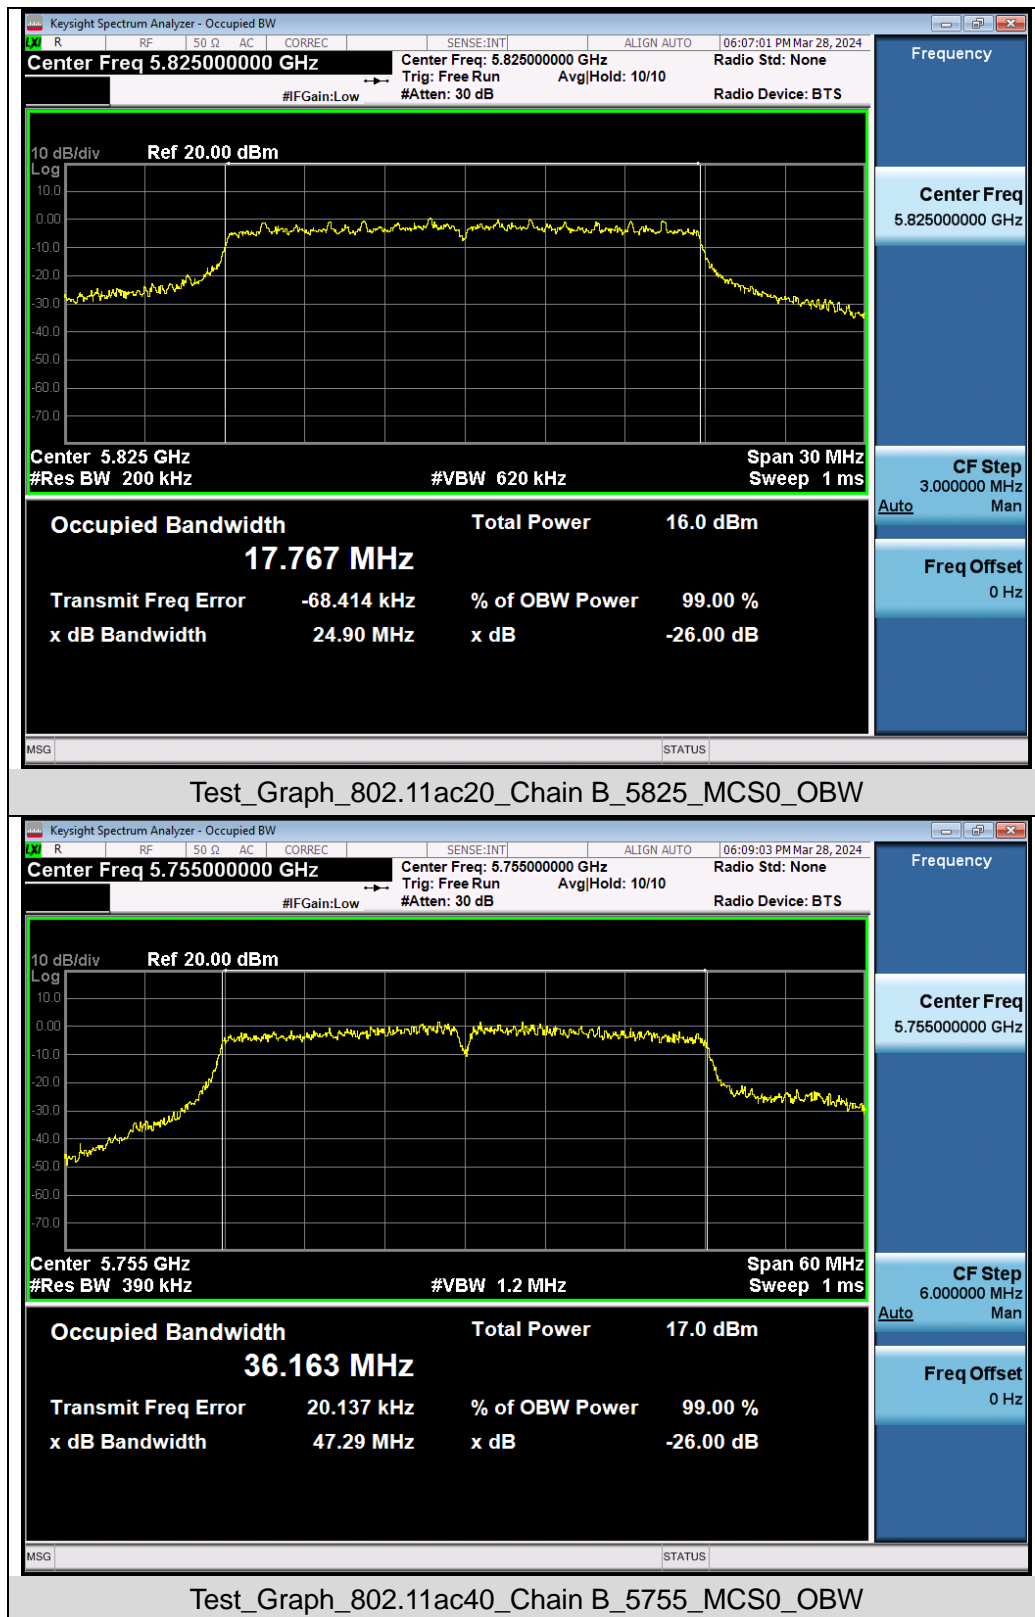 Keysight Spectrum Analyzer - Occupied BW
LXI R RF 50 Ω AC CORREC SENSE:INT ALIGN AUTO 06:07:01 PM Mar 28, 2024
Center Freq 5.825000000 GHz
Center Freq: 5.825000000 GHz
Radio Std: None
Trig: Free Run Avg|Hold: 10/10
#IFGain:Low
#Atten: 30 dB
Radio Device: BTS
Frequency
10 dB/div Ref 20.00 dBm
Log
10.0
0.00
-10.0
-20.0
-30.0
-40.0
-50.0
-60.0
-70.0
Center Freq
5.825000000 GHz
Center 5.825 GHz
Span 30 MHz
#Res BW 200 kHz
#VBW 620 kHz
Sweep 1 ms
CF Step
3.000000 MHz
Auto Man
Occupied Bandwidth
Total Power 16.0 dBm
17.767 MHz
Transmit Freq Error -68.414 kHz
% of OBW Power 99.00 %
x dB Bandwidth 24.90 MHz
x dB -26.00 dB
Freq Offset
0 Hz
MSG
STATUS
Test_Graph_802.11ac20_Chain B_5825_MCS0_OBW
Keysight Spectrum Analyzer - Occupied BW
LXI R RF 50 Ω AC CORREC SENSE:INT ALIGN AUTO 06:09:03 PM Mar 28, 2024
Center Freq 5.755000000 GHz
Center Freq: 5.755000000 GHz
Radio Std: None
Trig: Free Run Avg|Hold: 10/10
#IFGain:Low
#Atten: 30 dB
Radio Device: BTS
Frequency
10 dB/div Ref 20.00 dBm
Log
10.0
0.00
-10.0
-20.0
-30.0
-40.0
-50.0
-60.0
-70.0
Center Freq
5.755000000 GHz
Center 5.755 GHz
Span 60 MHz
#Res BW 390 kHz
#VBW 1.2 MHz
Sweep 1 ms
CF Step
6.000000 MHz
Auto Man
Occupied Bandwidth
Total Power 17.0 dBm
36.163 MHz
Transmit Freq Error 20.137 kHz
% of OBW Power 99.00 %
x dB Bandwidth 47.29 MHz
x dB -26.00 dB
Freq Offset
0 Hz
MSG
STATUS
Test_Graph_802.11ac40_Chain B_5755_MCS0_OBW